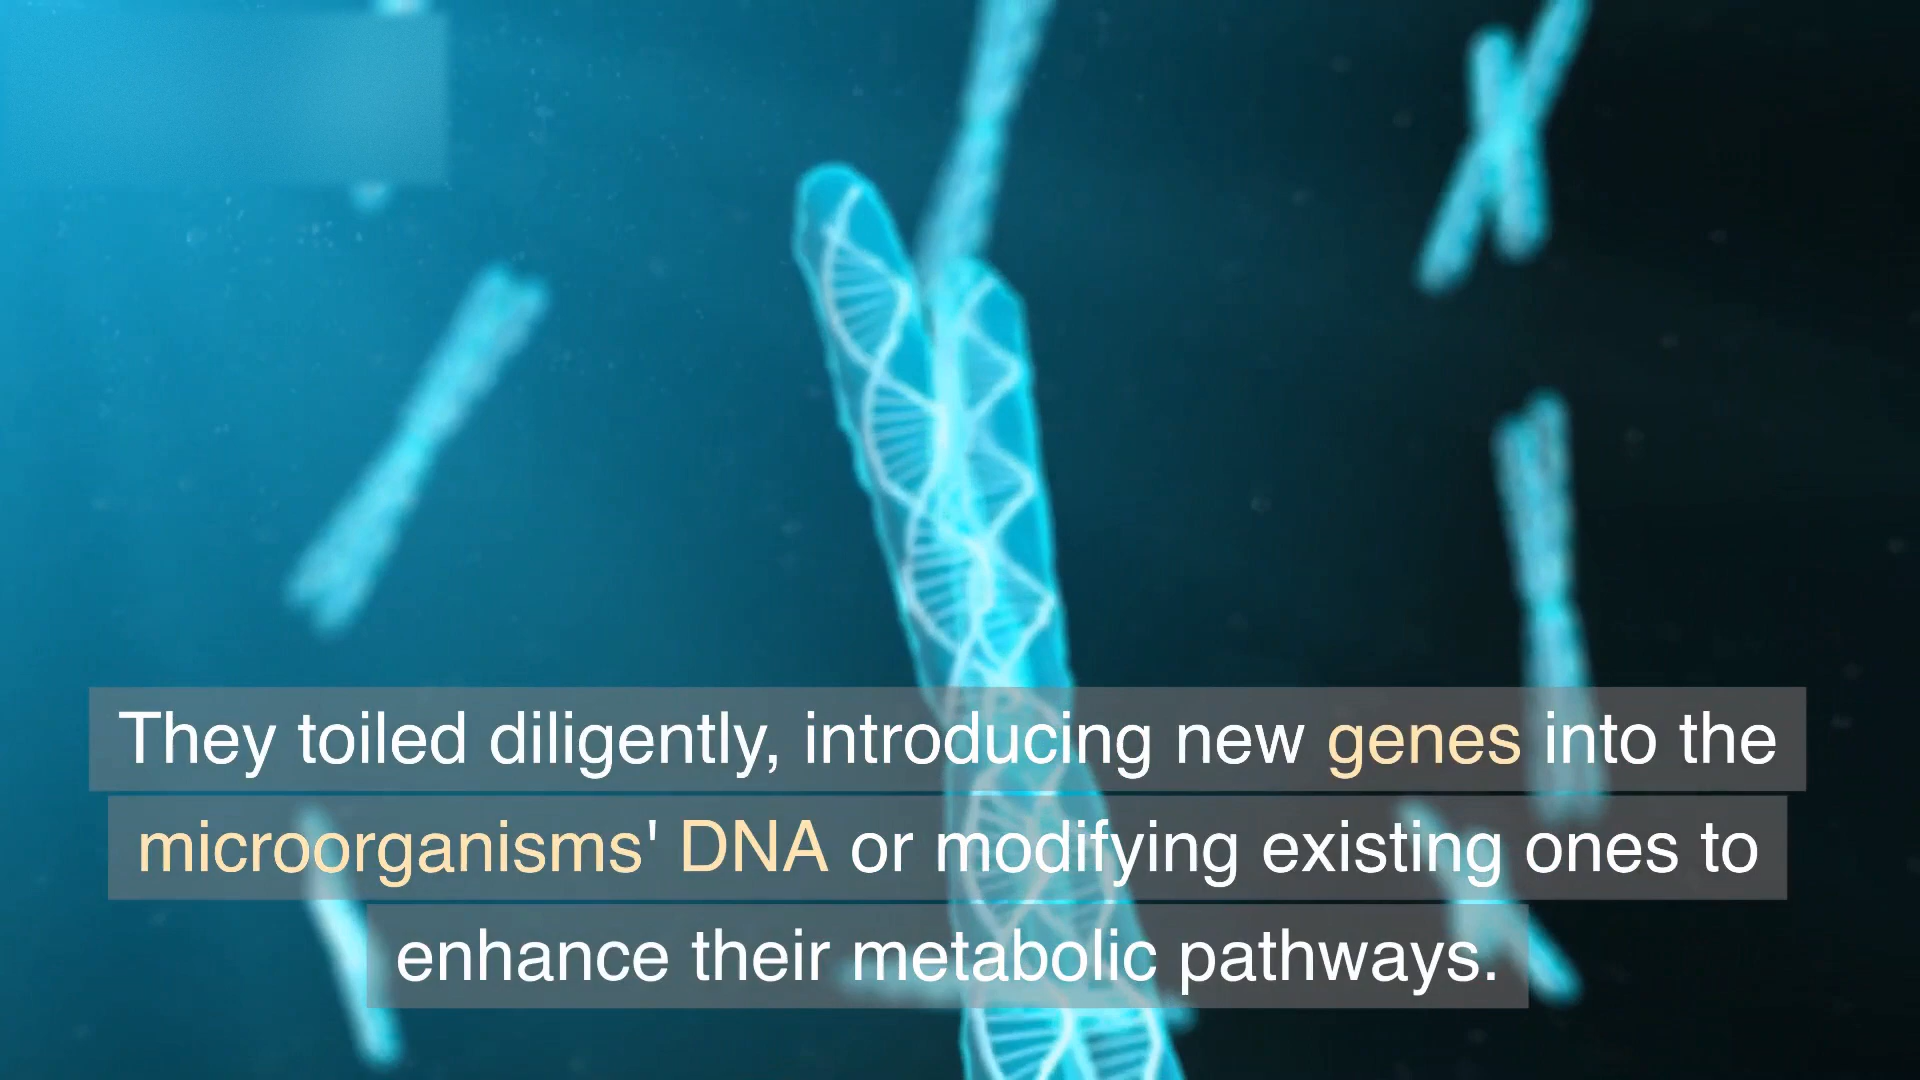 They toiled diligently, introducing new genes into the
microorganisms' DNA or modifying existing ones to
enhance their metabolic pathways.